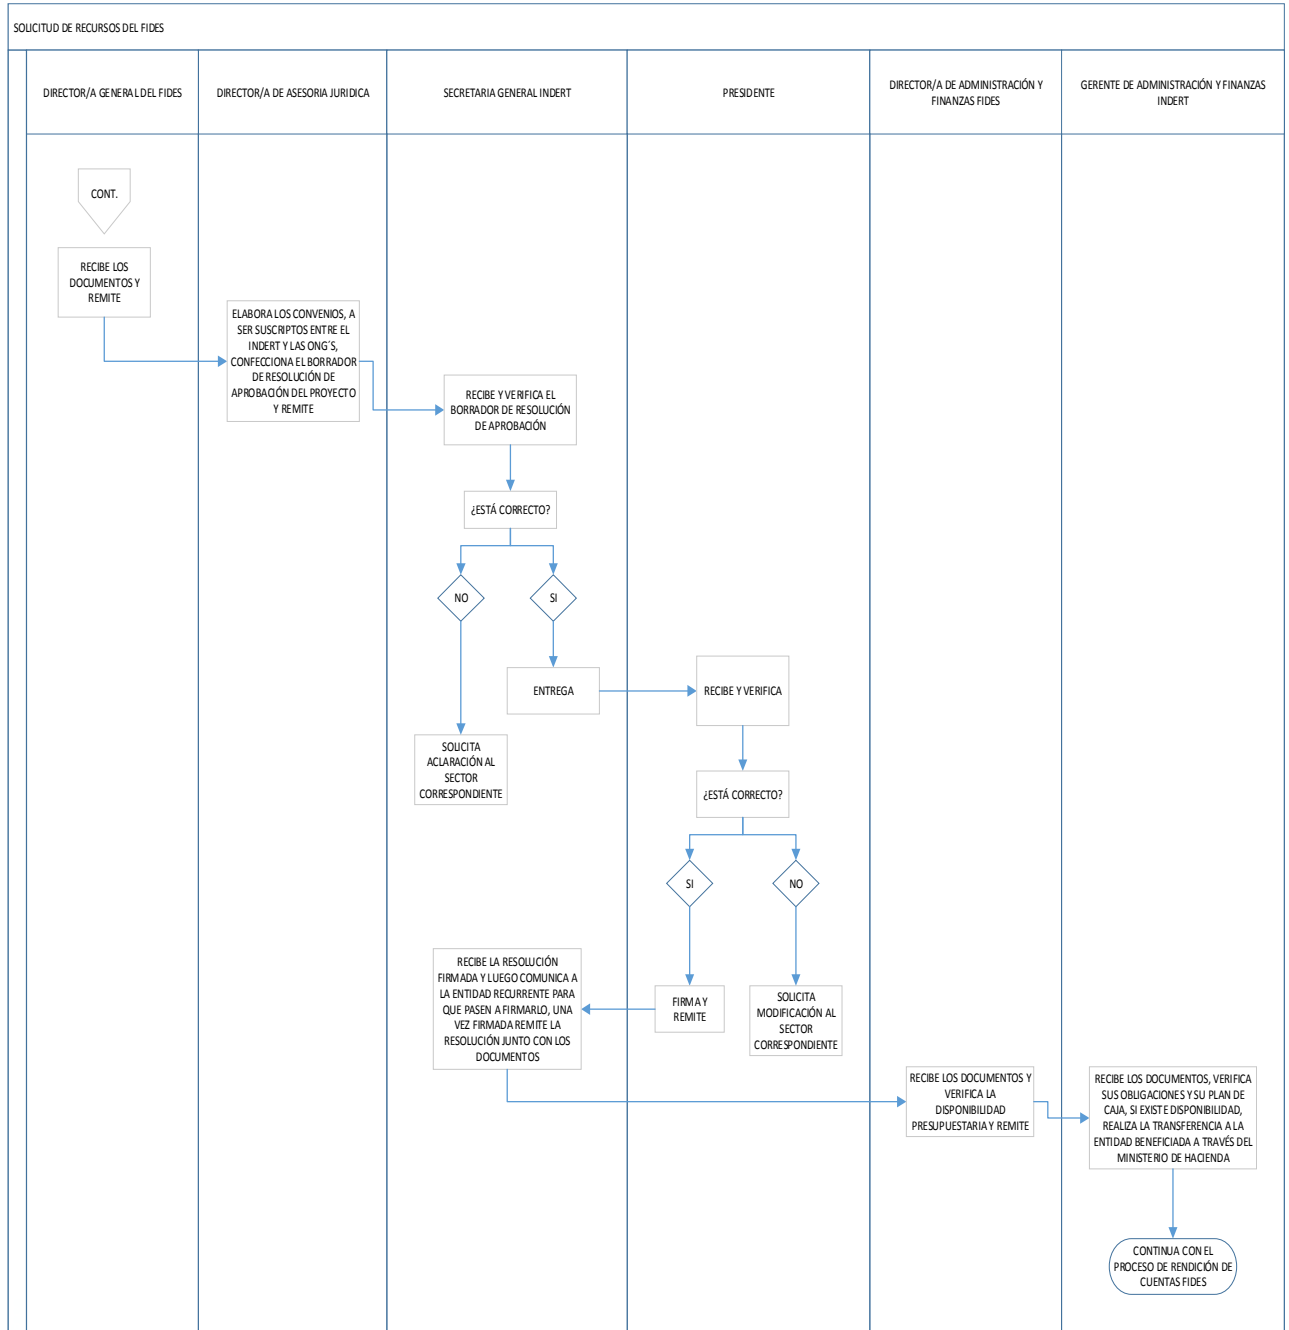 SOLICITUD DE RECURSOS DEL FIDES
DIRECTOR/A GENERAL DEL FIDES
DIRECTOR/A DE ASESORIA JURIDICA
SECRETARIA GENERAL INDERT
PRESIDENTE
DIRECTOR/A DE ADMINISTRACIÓN Y
FINANZAS FIDES
GERENTE DE ADMINISTRACIÓN Y FINANZAS
INDERT
CONT.
RECIBE LOS
DOCUMENTOS Y
REMITE
ELABORA LOS CONVENIOS, A
SER SUSCRIPTOS ENTRE EL
INDERT Y LAS ONG´S,
CONFECCIONA EL BORRADOR
DE RESOLUCIÓN DE
APROBACIÓN DEL PROYECTO
Y REMITE
RECIBE Y VERIFICA EL
BORRADOR DE RESOLUCIÓN
DE APROBACIÓN
¿ESTÁ CORRECTO?
NO
SI
ENTREGA
SOLICITA
ACLARACIÓN AL
SECTOR
CORRESPONDIENTE
RECIBE Y VERIFICA
¿ESTÁ CORRECTO?
SI
NO
FIRMA Y
REMITE
SOLICITA
MODIFICACIÓN AL
SECTOR
CORRESPONDIENTE
RECIBE LA RESOLUCIÓN
FIRMADA Y LUEGO COMUNICA A
LA ENTIDAD RECURRENTE PARA
QUE PASEN A FIRMARLO, UNA
VEZ FIRMADA REMITE LA
RESOLUCIÓN JUNTO CON LOS
DOCUMENTOS
RECIBE LOS DOCUMENTOS Y
VERIFICA LA
DISPONIBILIDAD
PRESUPUESTARIA Y REMITE
RECIBE LOS DOCUMENTOS, VERIFICA
SUS OBLIGACIONES Y SU PLAN DE
CAJA, SI EXISTE DISPONIBILIDAD,
REALIZA LA TRANSFERENCIA A LA
ENTIDAD BENEFICIADA A TRAVÉS DEL
MINISTERIO DE HACIENDA
CONTINUA CON EL
PROCESO DE RENDICIÓN DE
CUENTAS FIDES